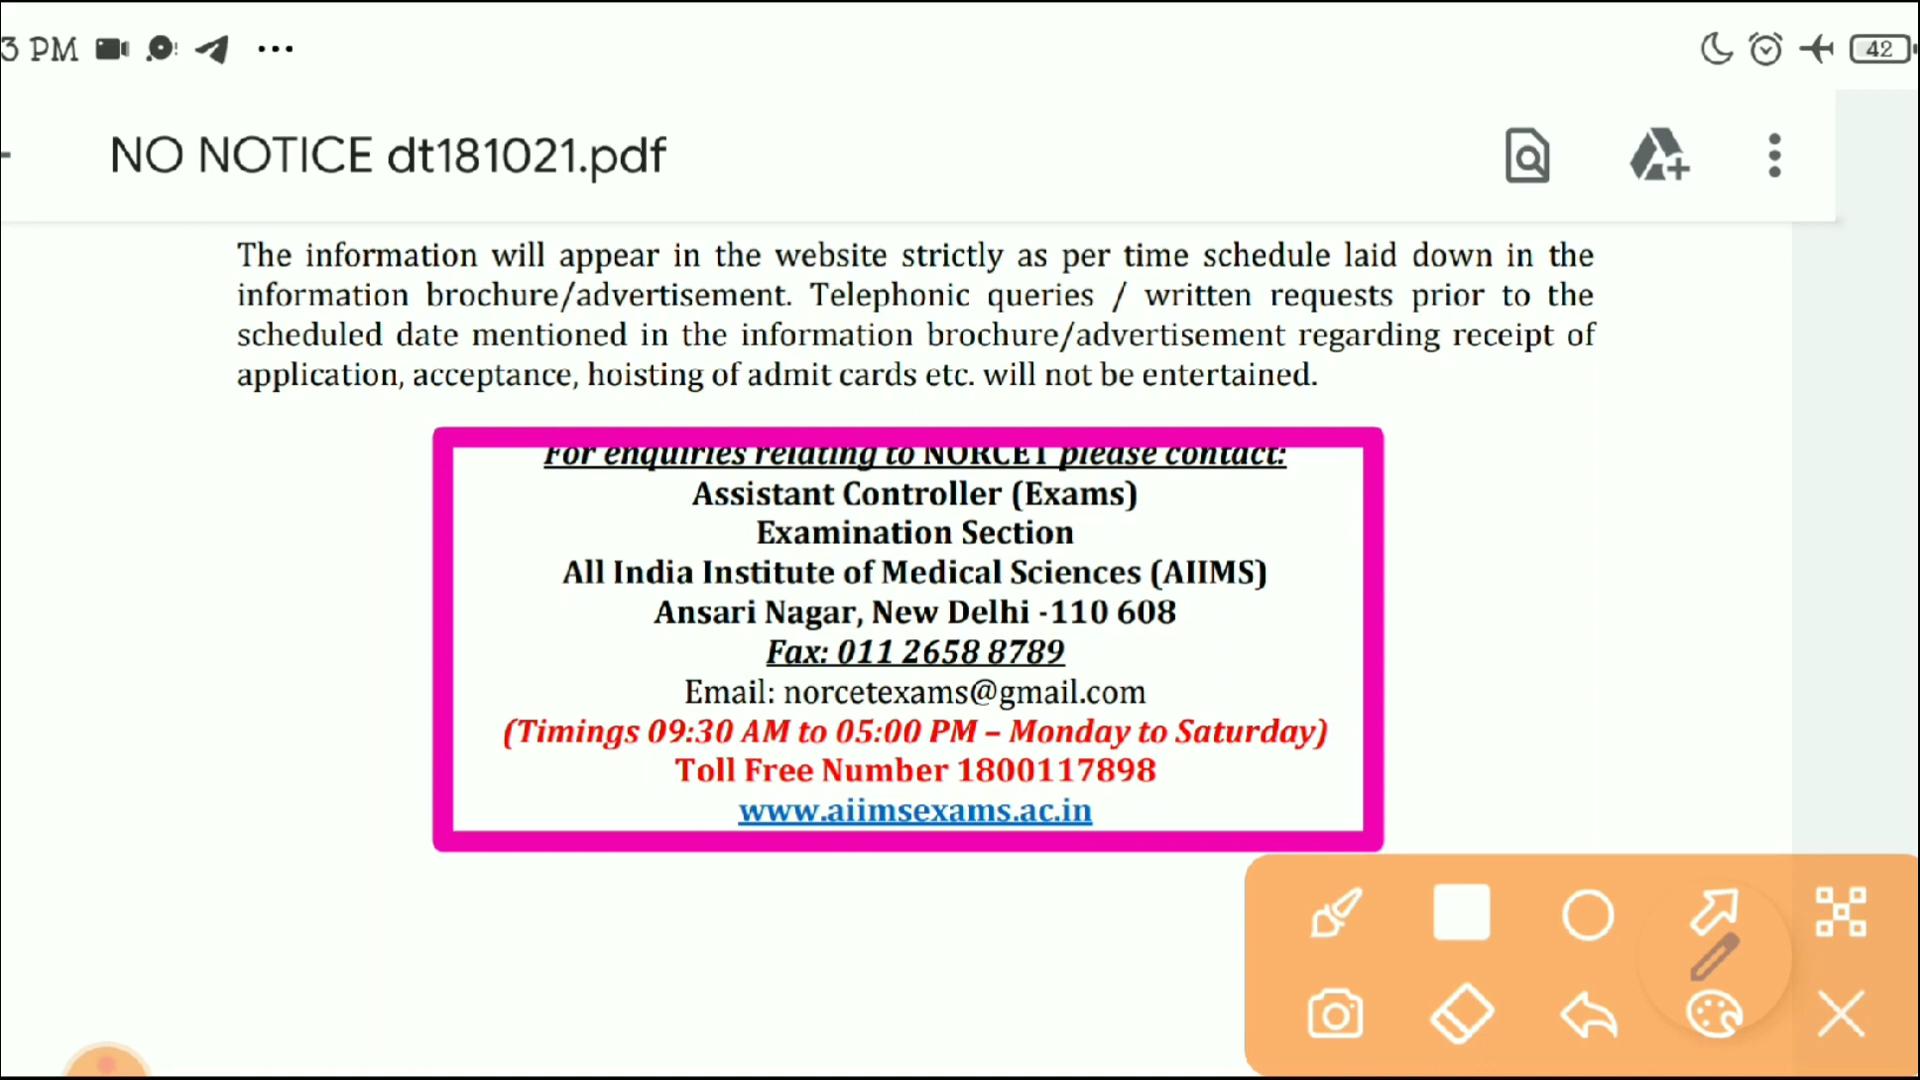 3 PM
42
NO NOTICE dt181021.pdf
The information will appear in the website strictly as per time schedule laid down in the
information brochure/advertisement. Telephonic queries / written requests prior to the
scheduled date mentioned in the information brochure/advertisement regarding receipt of
application, acceptance, hoisting of admit cards etc. will not be entertained.
For enquiries relating to NORCET please contact:
Assistant Controller (Exams)
Examination Section
All India Institute of Medical Sciences (AIIMS)
Ansari Nagar, New Delhi -110 608
Fax: 011 2658 8789
Email: norcetexams@gmail.com
(Timings 09:30 AM to 05:00 PM – Monday to Saturday)
Toll Free Number 1800117898
www.aiimsexams.ac.in